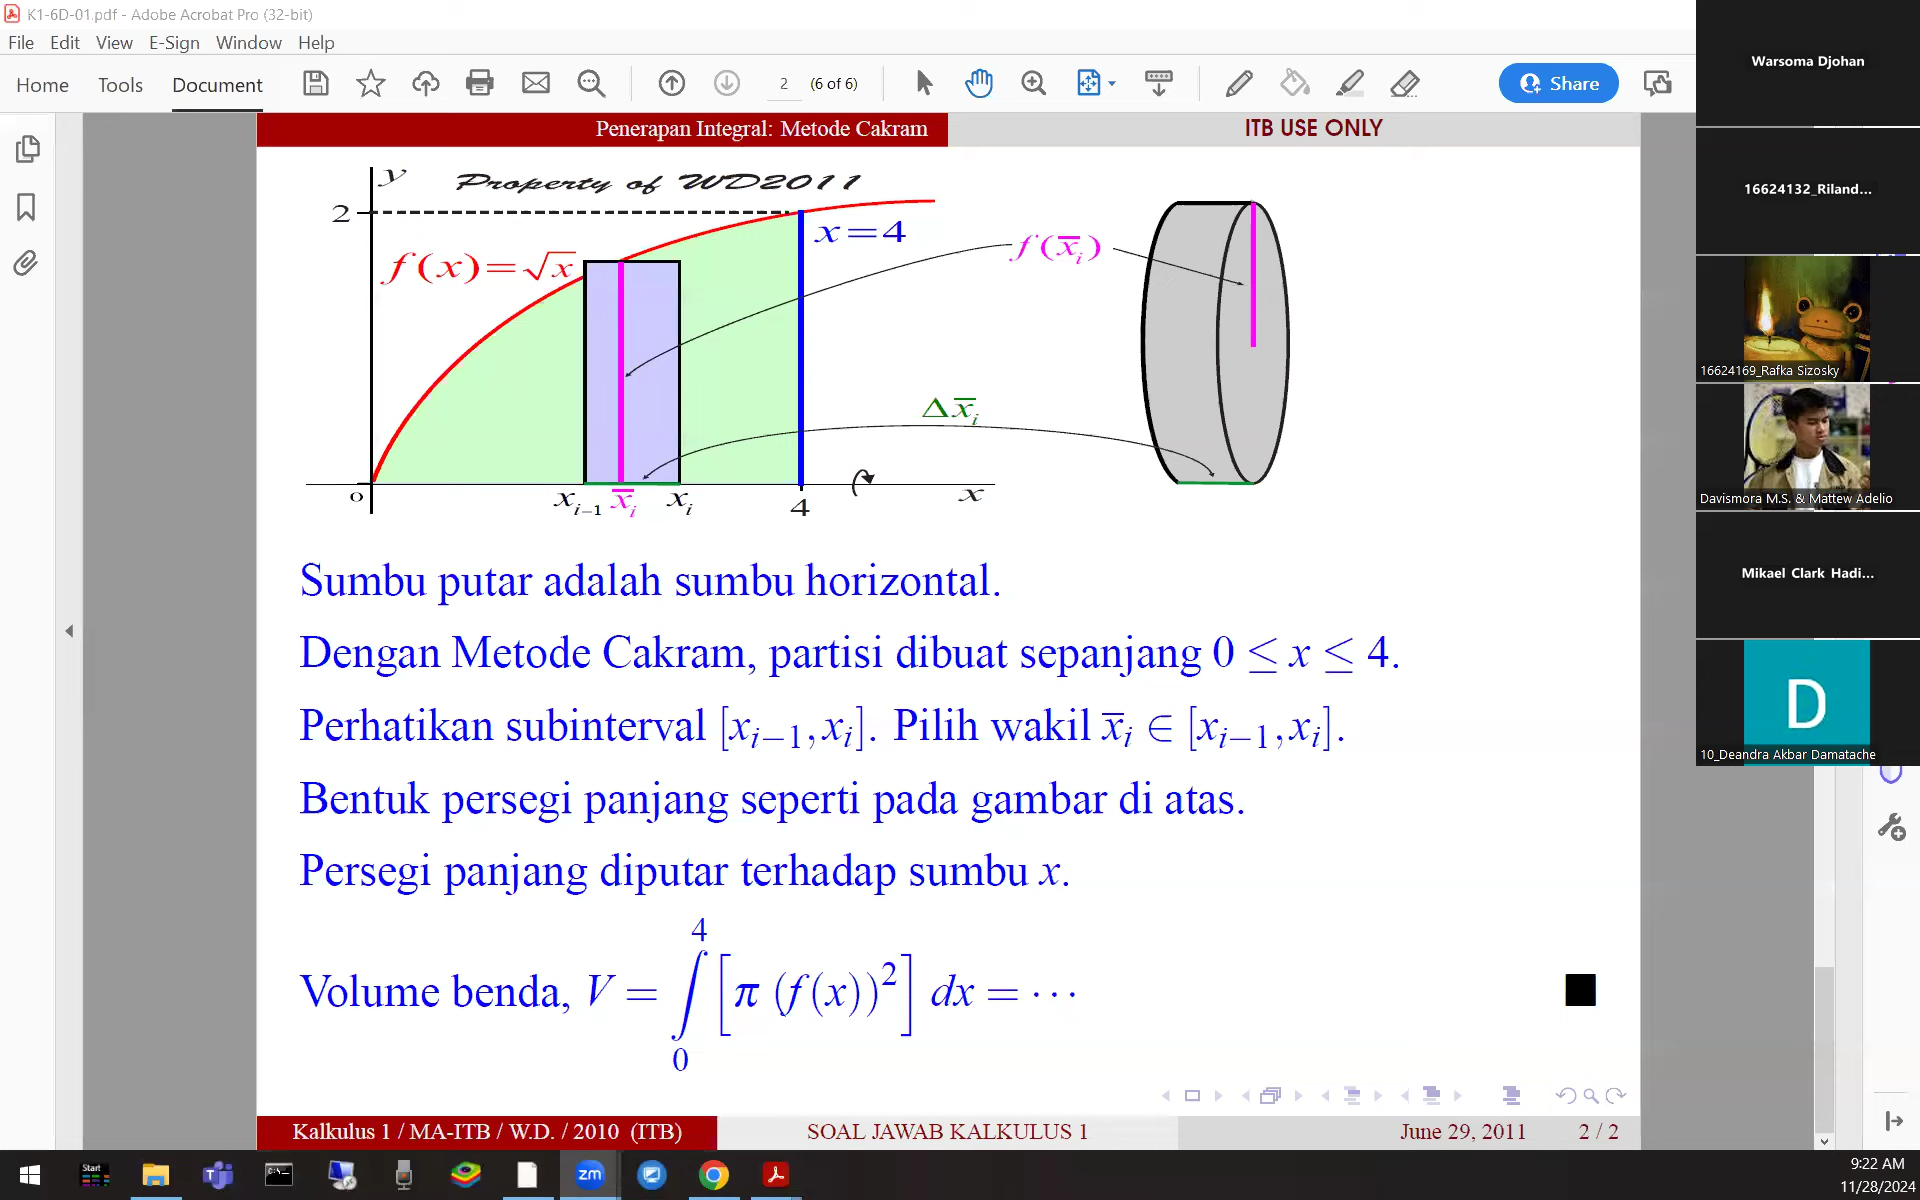 K1-6D-01.pdf - Adobe Acrobat Pro (32-bit)
File Edit View E-Sign Window Help
Home Tools Document 2 (6 of 6) Share
Penerapan Integral: Metode Cakram ITB USE ONLY
y Property of WD2011
2
x=4
f(x)=√x
f(x̅ᵢ)
Δx̅ᵢ
o xᵢ₋₁ x̅ᵢ xᵢ 4 x
Sumbu putar adalah sumbu horizontal.
Dengan Metode Cakram, partisi dibuat sepanjang 0 ≤ x ≤ 4.
Perhatikan subinterval [xᵢ₋₁, xᵢ]. Pilih wakil x̅ᵢ ∈ [xᵢ₋₁, xᵢ].
Bentuk persegi panjang seperti pada gambar di atas.
Persegi panjang diputar terhadap sumbu x.
Volume benda, V = ∫₀⁴ [π (f(x))²] dx = ···
Kalkulus 1 / MA-ITB / W.D. / 2010 (ITB) SOAL JAWAB KALKULUS 1 June 29, 2011 2 / 2
Warsoma Djohan
16624132_Riland...
16624169_Rafka Sizosky
Davismora M.S. & Mattew Adelio
Mikael Clark Hadi...
D
10_Deandra Akbar Damatache
Start
zm
9:22 AM
11/28/2024